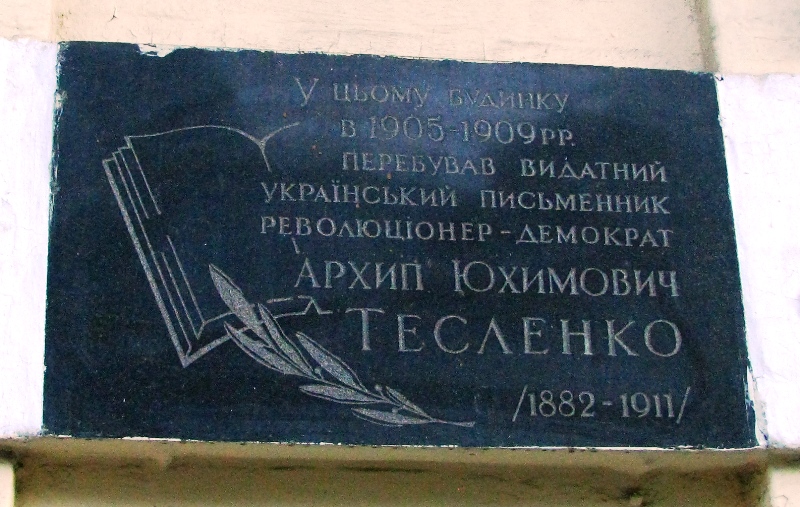 У ЦЬОМУ БУДИНКУ
В 1905-1909 РР.
ПЕРЕБУВАВ ВИДАТНИЙ
УКРАЇНСЬКИЙ ПИСЬМЕННИК
РЕВОЛЮЦІОНЕР-ДЕМОКРАТ
АРХИП ЮХИМОВИЧ
ТЕСЛЕНКО
/1882-1911/